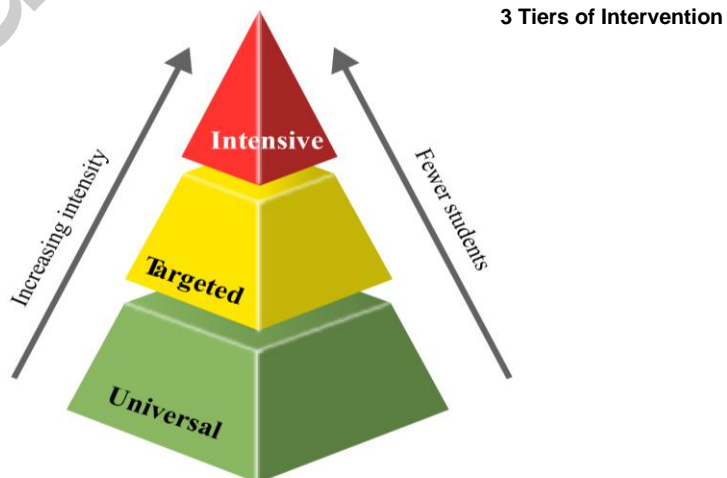 3 Tiers of Intervention
Intensive
Increasing intensity
Fewer students
Targeted
Universal